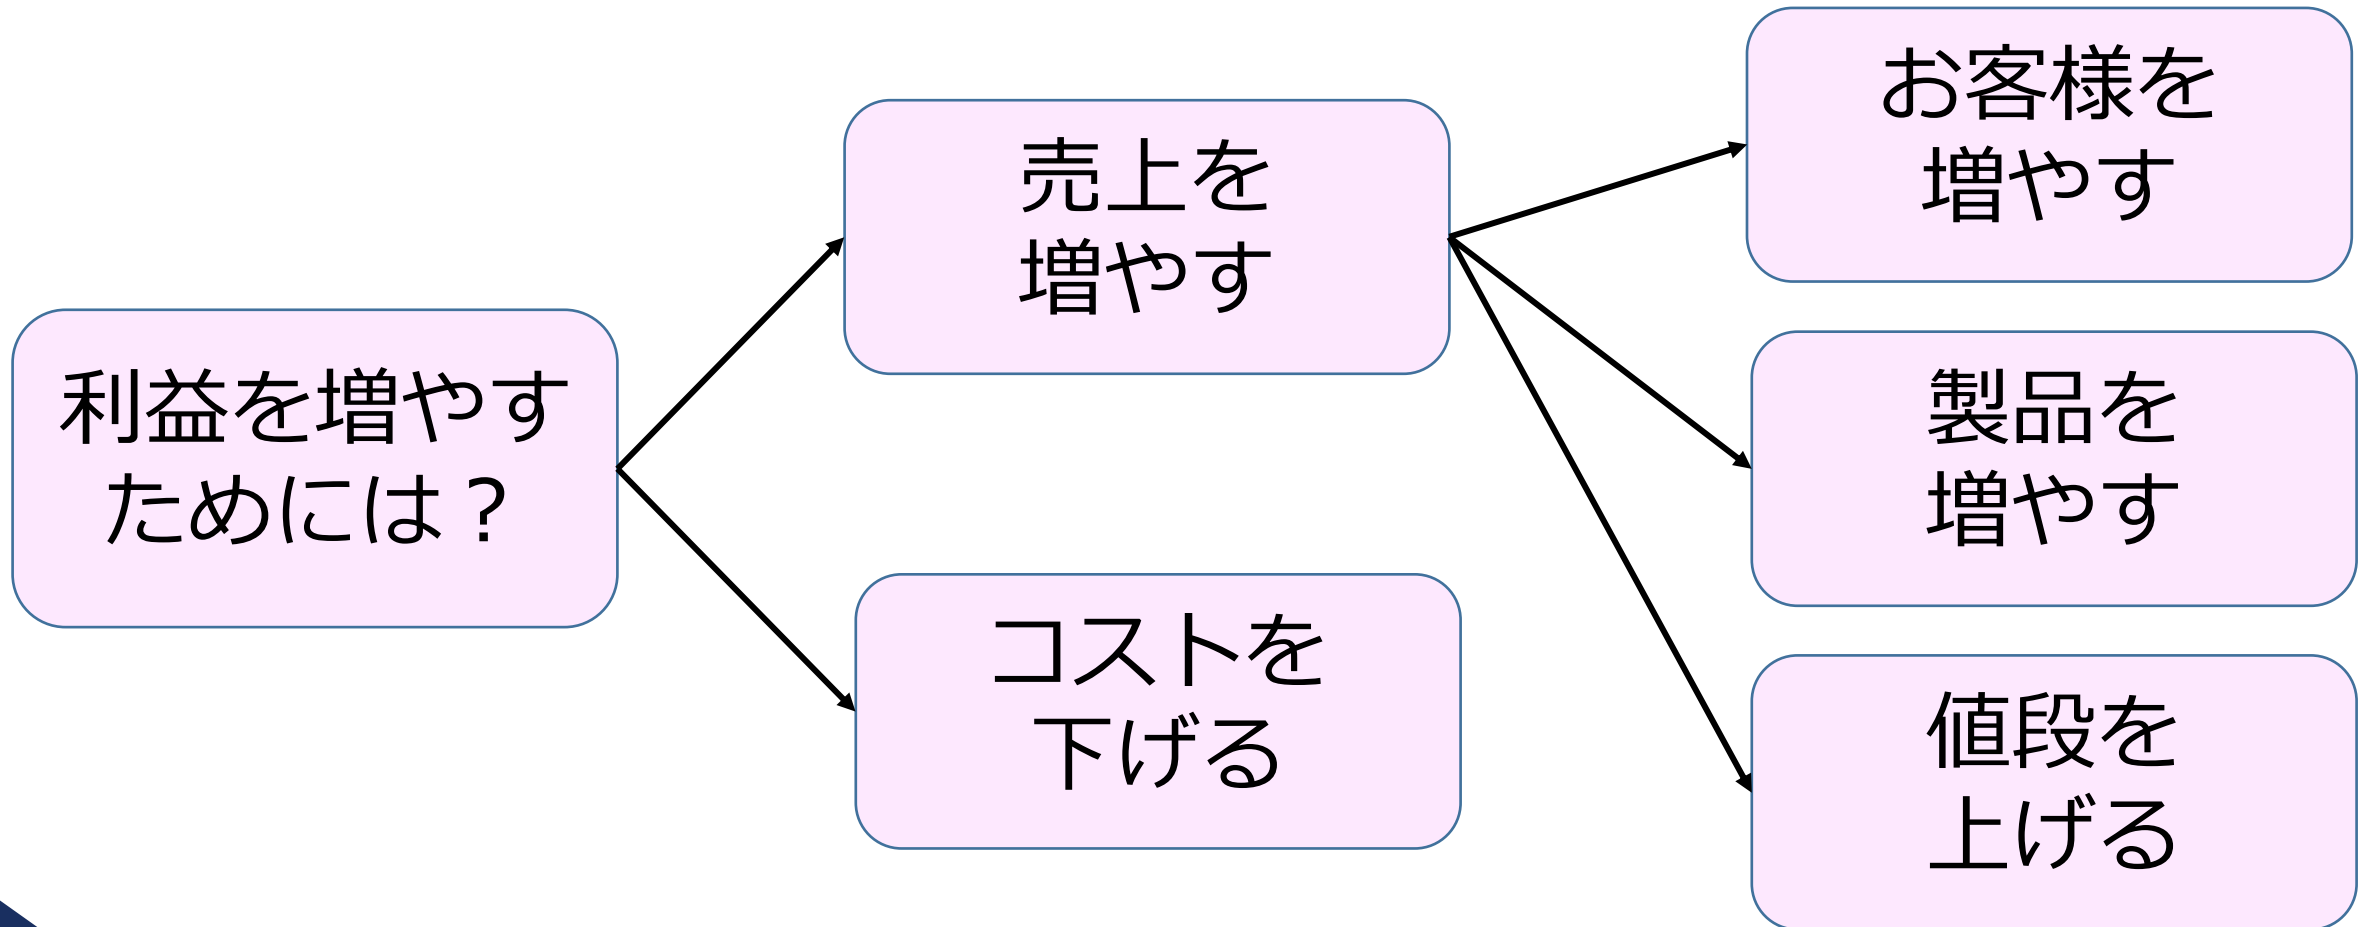 利益を増やす
ためには？
売上を
増やす
コストを
下げる
お客様を
増やす
製品を
増やす
値段を
上げる